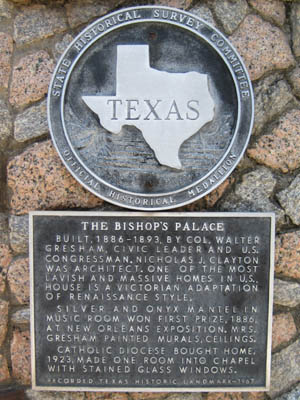 STATE HISTORICAL SURVEY COMMITTEE
TEXAS
OFFICIAL HISTORICAL MEDALLION
THE BISHOP'S PALACE
BUILT, 1886-1893, BY COL. WALTER
GRESHAM, CIVIC LEADER AND U.S.
CONGRESSMAN. NICHOLAS J. CLAYTON
WAS ARCHITECT. ONE OF THE MOST
LAVISH AND MASSIVE HOMES IN U.S.
HOUSE IS A VICTORIAN ADAPTATION
OF RENAISSANCE STYLE.
SILVER AND ONYX MANTEL IN
MUSIC ROOM WON FIRST PRIZE, 1886,
AT NEW ORLEANS EXPOSITION. MRS.
GRESHAM PAINTED MURALS, CEILINGS.
CATHOLIC DIOCESE BOUGHT HOME,
1923, MADE ONE ROOM INTO CHAPEL
WITH STAINED GLASS WINDOWS.
RECORDED TEXAS HISTORIC LANDMARK-1967